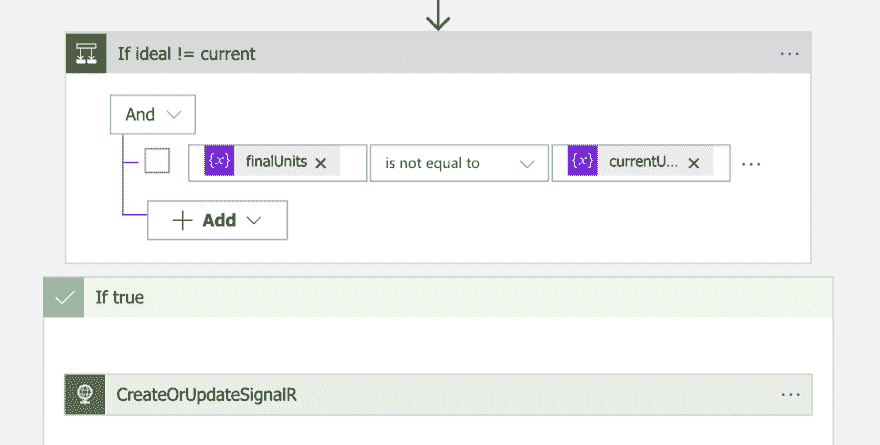 If ideal != current
And
{x} finalUnits is not equal to {x} currentU...
Add
If true
CreateOrUpdateSignalR